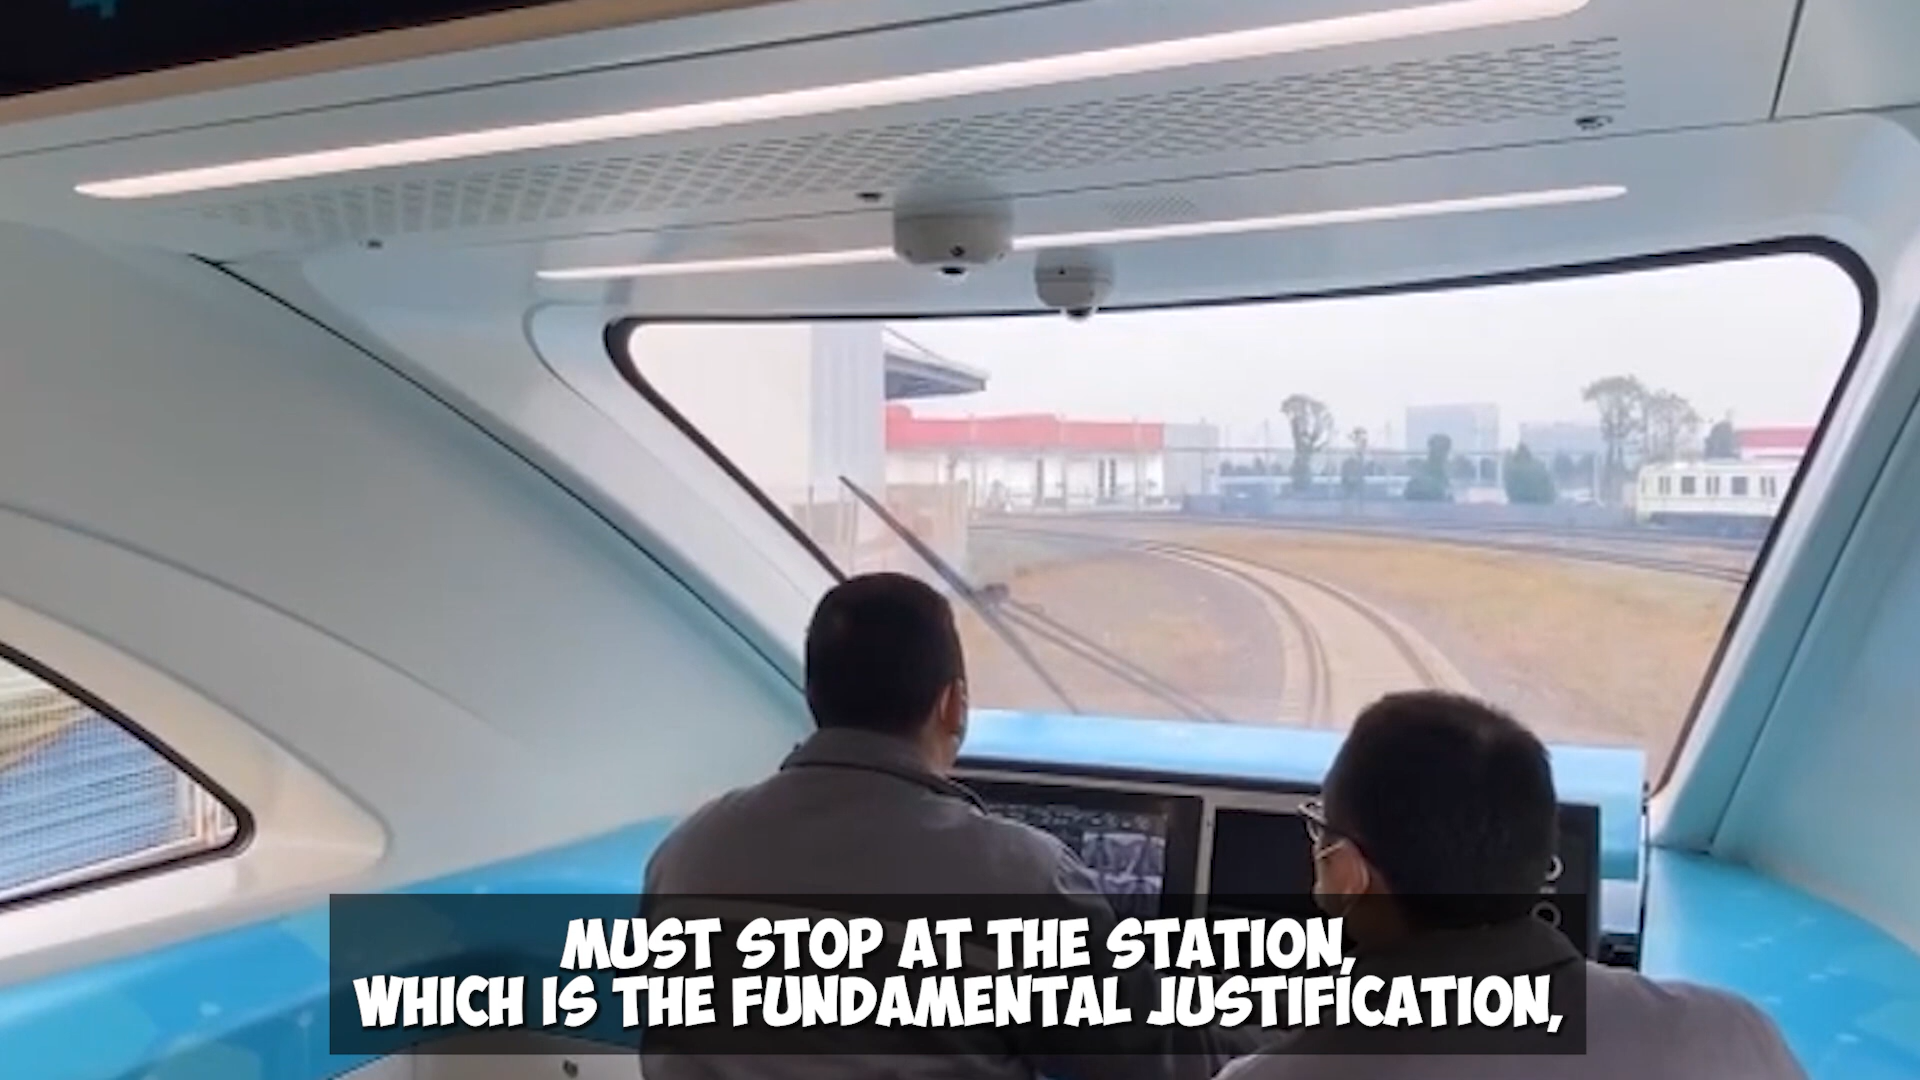 MUST STOP AT THE STATION,
WHICH IS THE FUNDAMENTAL JUSTIFICATION,